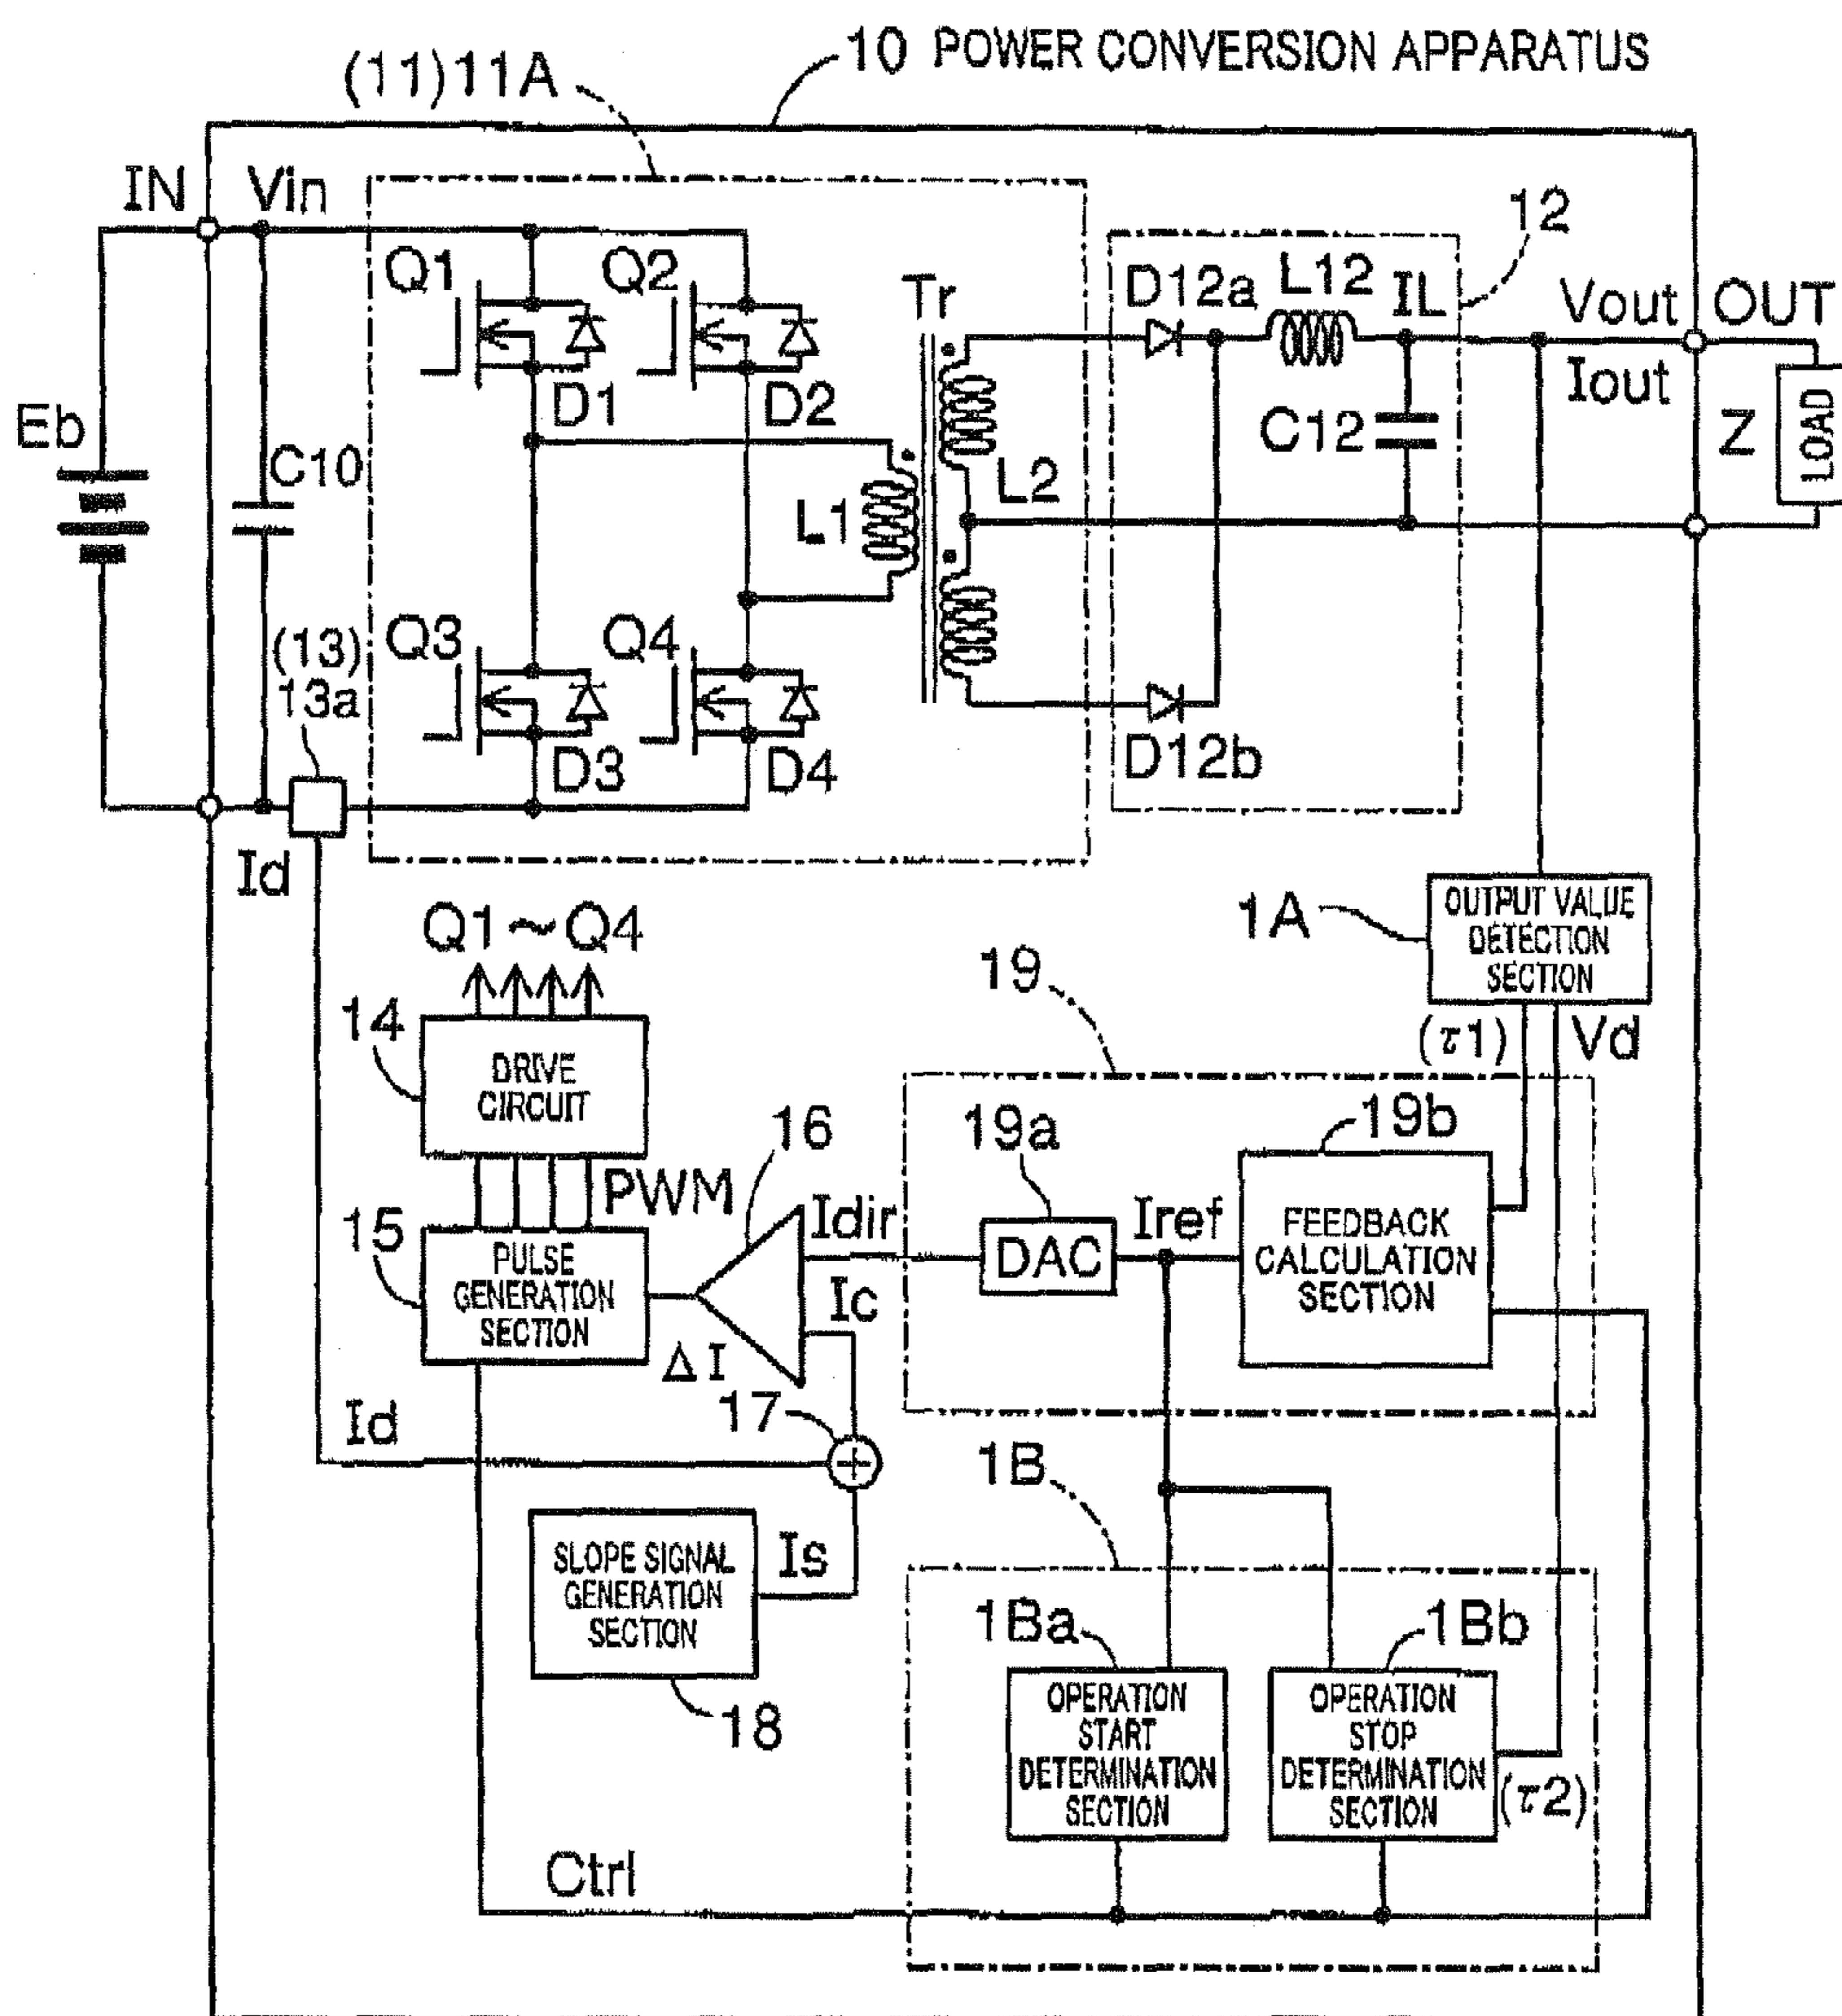 10 POWER CONVERSION APPARATUS
(11)11A
IN
Vin
12
Q1
Q2
Tr
D12a
L12
IL
Vout
OUT
Iout
D1
D2
Eb
C10
L1
L2
C12
Z
LOAD
Q3
Q4
(13)
13a
D3
D4
D12b
Id
Q1~Q4
1A
OUTPUT VALUE
DETECTION
SECTION
19
(τ1)
Vd
14
DRIVE
CIRCUIT
16
19a
19b
PWM
Idir
DAC
Iref
FEEDBACK
CALCULATION
SECTION
15
PULSE
GENERATION
SECTION
Ic
ΔI
17
Id
1B
SLOPE SIGNAL
GENERATION
SECTION
Is
18
1Ba
1Bb
OPERATION
START
DETERMINATION
SECTION
OPERATION
STOP
DETERMINATION
SECTION
(τ2)
Ctrl